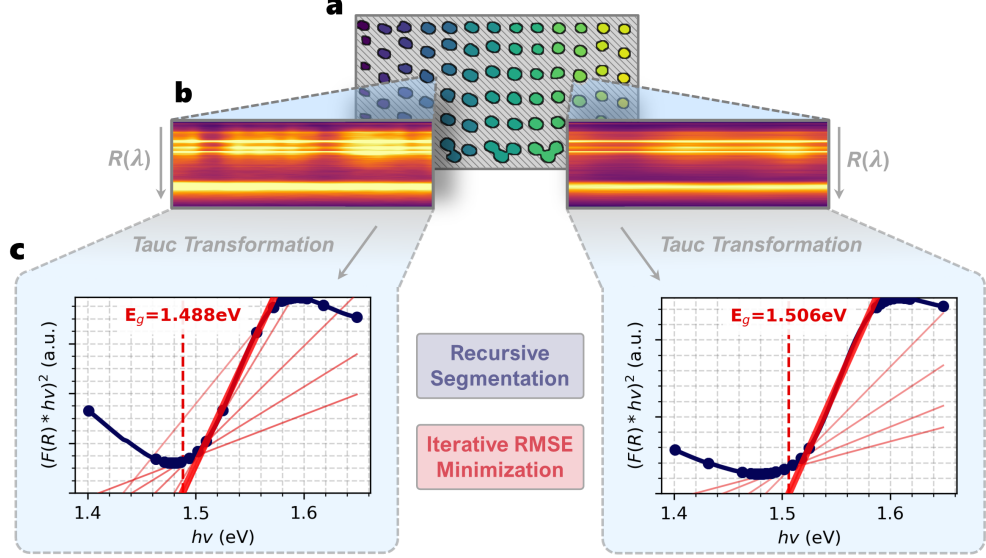 a
b
R(λ)
R(λ)
Tauc Transformation
Tauc Transformation
c
E_g=1.488eV
(F(R) * hν)² (a.u.)
1.4
1.5
1.6
hν (eV)
Recursive
Segmentation
Iterative RMSE
Minimization
E_g=1.506eV
(F(R) * hν)² (a.u.)
1.4
1.5
1.6
hν (eV)